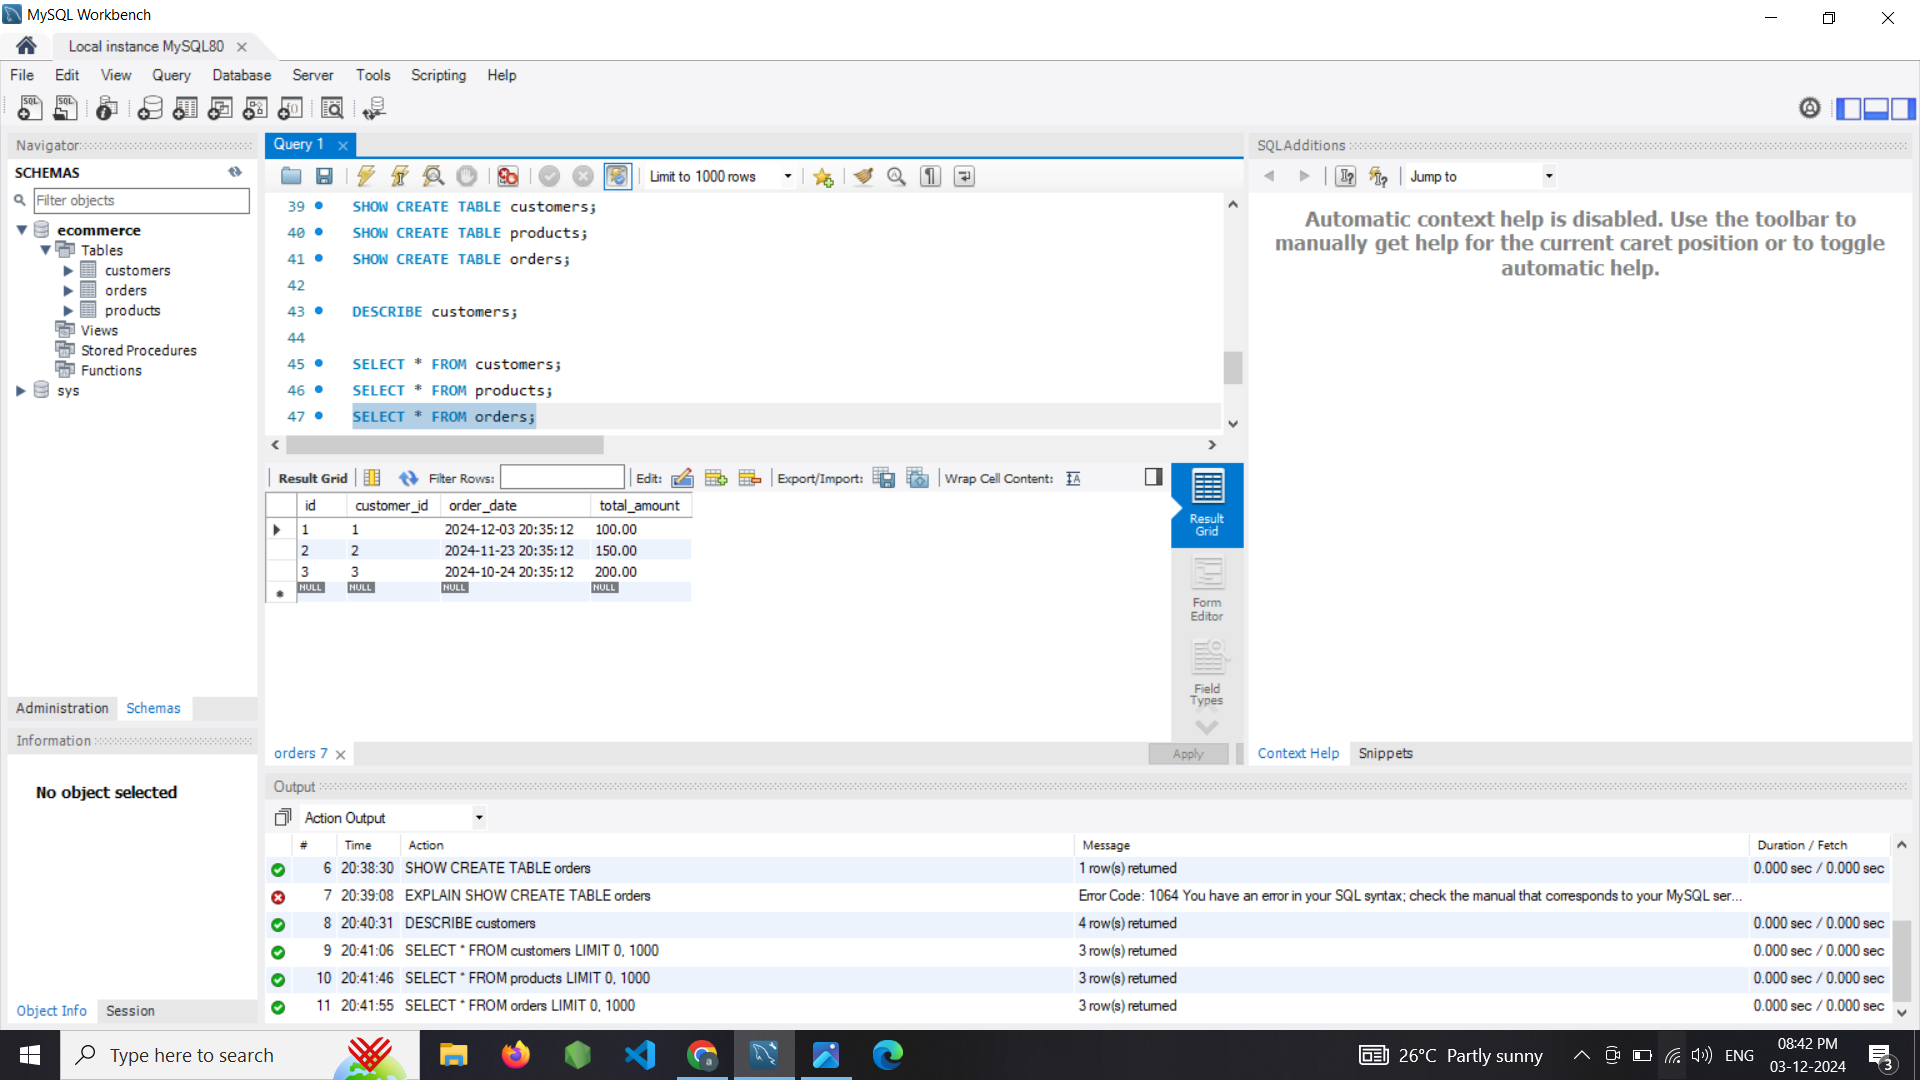 MySQL Workbench
Local instance MySQL80
File Edit View Query Database Server Tools Scripting Help
Navigator
SCHEMAS
Filter objects
ecommerce
Tables
customers
orders
products
Views
Stored Procedures
Functions
sys
Administration Schemas
Information
No object selected
Object Info Session
Query 1
Limit to 1000 rows
39 SHOW CREATE TABLE customers;
40 SHOW CREATE TABLE products;
41 SHOW CREATE TABLE orders;
42
43 DESCRIBE customers;
44
45 SELECT * FROM customers;
46 SELECT * FROM products;
47 SELECT * FROM orders;
Result Grid Filter Rows: Edit: Export/Import: Wrap Cell Content:
id customer_id order_date total_amount
1 1 2024-12-03 20:35:12 100.00
2 2 2024-11-23 20:35:12 150.00
3 3 2024-10-24 20:35:12 200.00
NULL NULL NULL NULL
Result
Grid
Form
Editor
Field
Types
orders 7
Apply
SQLAdditions
Jump to
Automatic context help is disabled. Use the toolbar to
manually get help for the current caret position or to toggle
automatic help.
Context Help Snippets
Output
Action Output
# Time Action Message Duration / Fetch
6 20:38:30 SHOW CREATE TABLE orders 1 row(s) returned 0.000 sec / 0.000 sec
7 20:39:08 EXPLAIN SHOW CREATE TABLE orders Error Code: 1064 You have an error in your SQL syntax; check the manual that corresponds to your MySQL ser...
8 20:40:31 DESCRIBE customers 4 row(s) returned 0.000 sec / 0.000 sec
9 20:41:06 SELECT * FROM customers LIMIT 0, 1000 3 row(s) returned 0.000 sec / 0.000 sec
10 20:41:46 SELECT * FROM products LIMIT 0, 1000 3 row(s) returned 0.000 sec / 0.000 sec
11 20:41:55 SELECT * FROM orders LIMIT 0, 1000 3 row(s) returned 0.000 sec / 0.000 sec
Type here to search
26°C Partly sunny
ENG
08:42 PM
03-12-2024
3